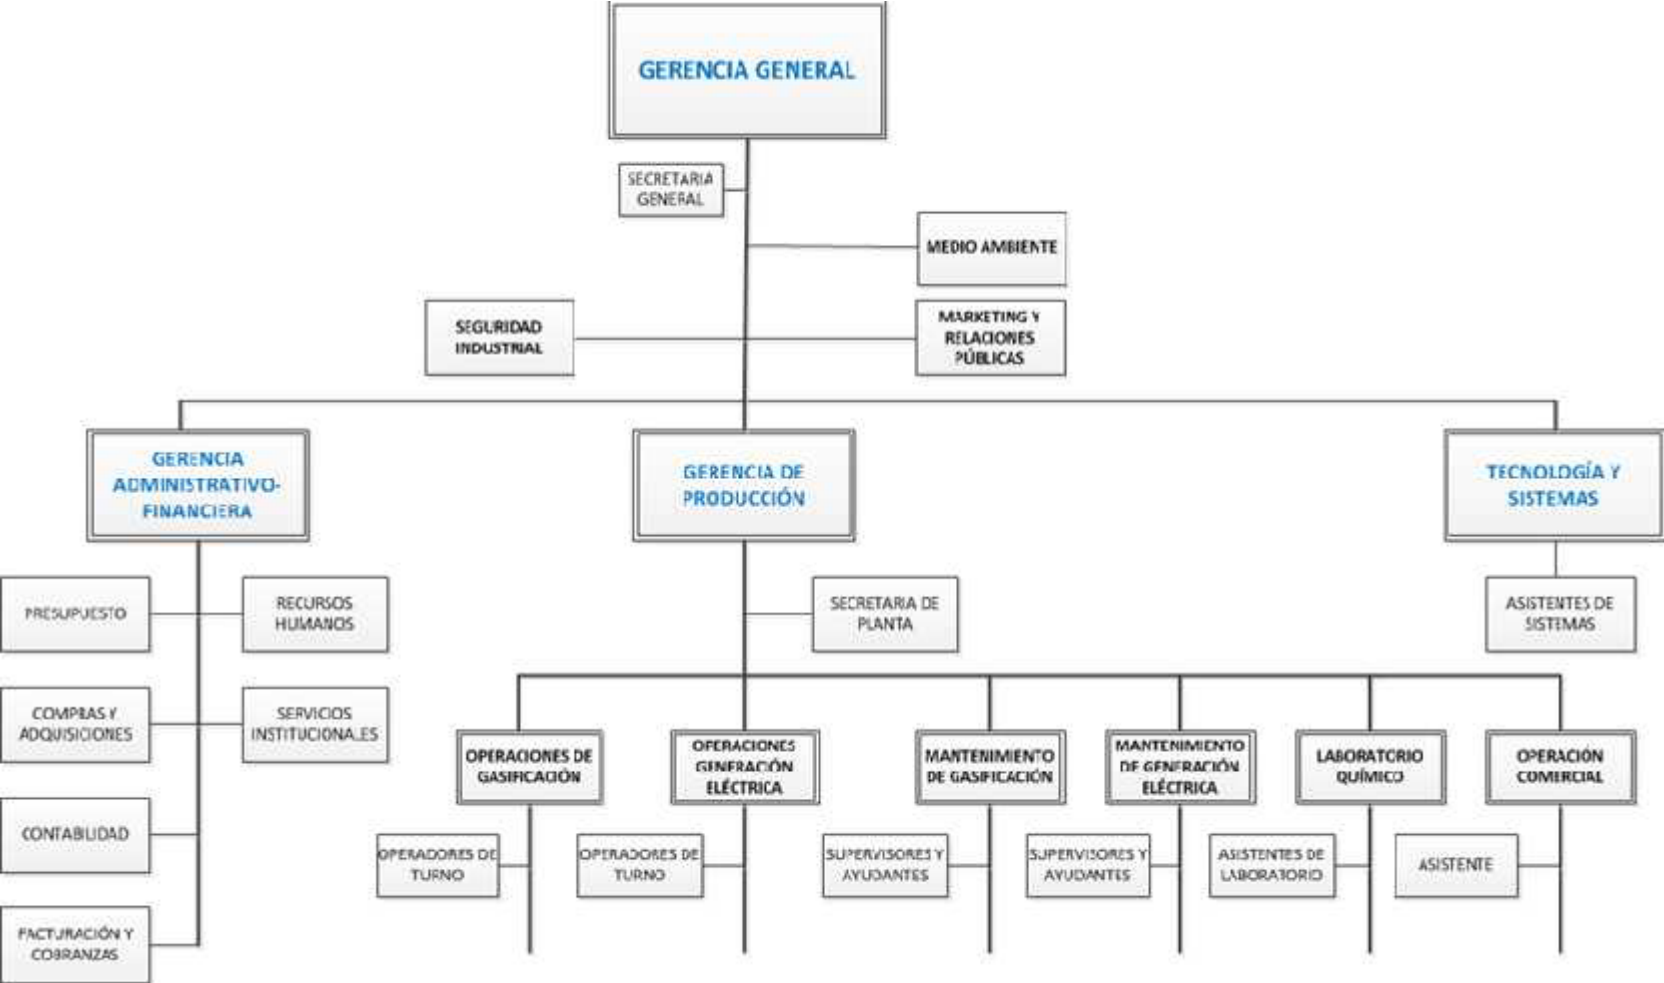 GERENCIA GENERAL
SECRETARIA
GENERAL
MEDIO AMBIENTE
SEGURIDAD
INDUSTRIAL
MARKETING Y
RELACIONES
PÚBLICAS
GERENCIA
ADMINISTRATIVO-
FINANCIERA
GERENCIA DE
PRODUCCIÓN
TECNOLOGÍA Y
SISTEMAS
PRESUPUESTO
RECURSOS
HUMANOS
SECRETARIA DE
PLANTA
ASISTENTES DE
SISTEMAS
COMPRAS Y
ADQUISICIONES
SERVICIOS
INSTITUCIONALES
OPERACIONES DE
GASIFICACIÓN
OPERACIONES
GENERACIÓN
ELÉCTRICA
MANTENIMIENTO
DE GASIFICACIÓN
MANTENIMIENTO
DE GENERACIÓN
ELÉCTRICA
LABORATORIO
QUÍMICO
OPERACIÓN
COMERCIAL
CONTABILIDAD
OPERADORES DE
TURNO
OPERADORES DE
TURNO
SUPERVISORES Y
AYUDANTES
SUPERVISORES Y
AYUDANTES
ASISTENTES DE
LABORATORIO
ASISTENTE
FACTURACIÓN Y
COBRANZAS